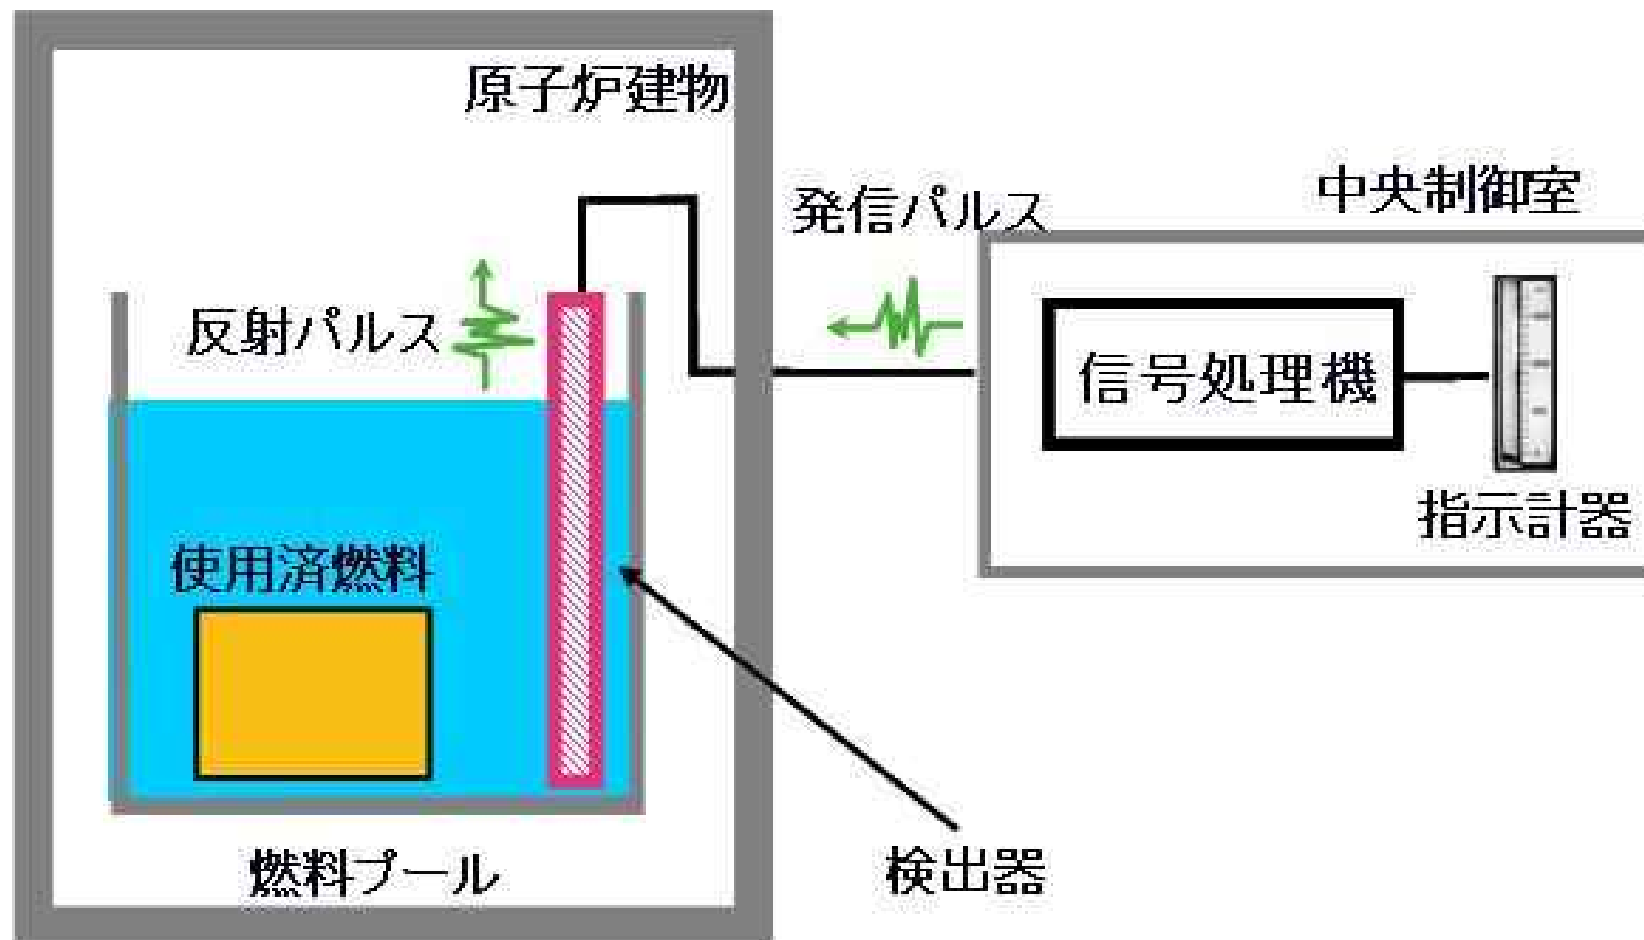 原子炉建物
中央制御室
発信パルス
反射パルス
信号処理機
指示計器
使用済燃料
燃料プール
検出器